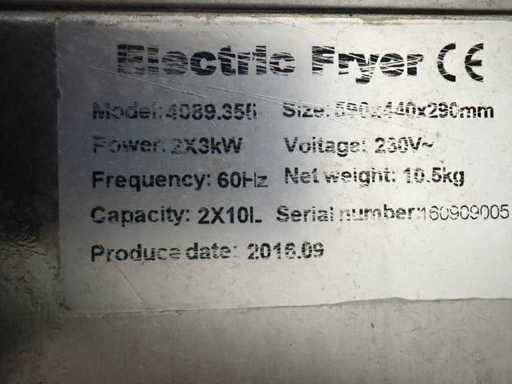 Electric Fryer CE
Model: 4089.355 Size: 590x440x290mm
Power: 2X3kW Voltage: 230V~
Frequency: 60Hz Net weight: 10.5kg
Capacity: 2X10L Serial number:160909005
Produce date: 2016.09